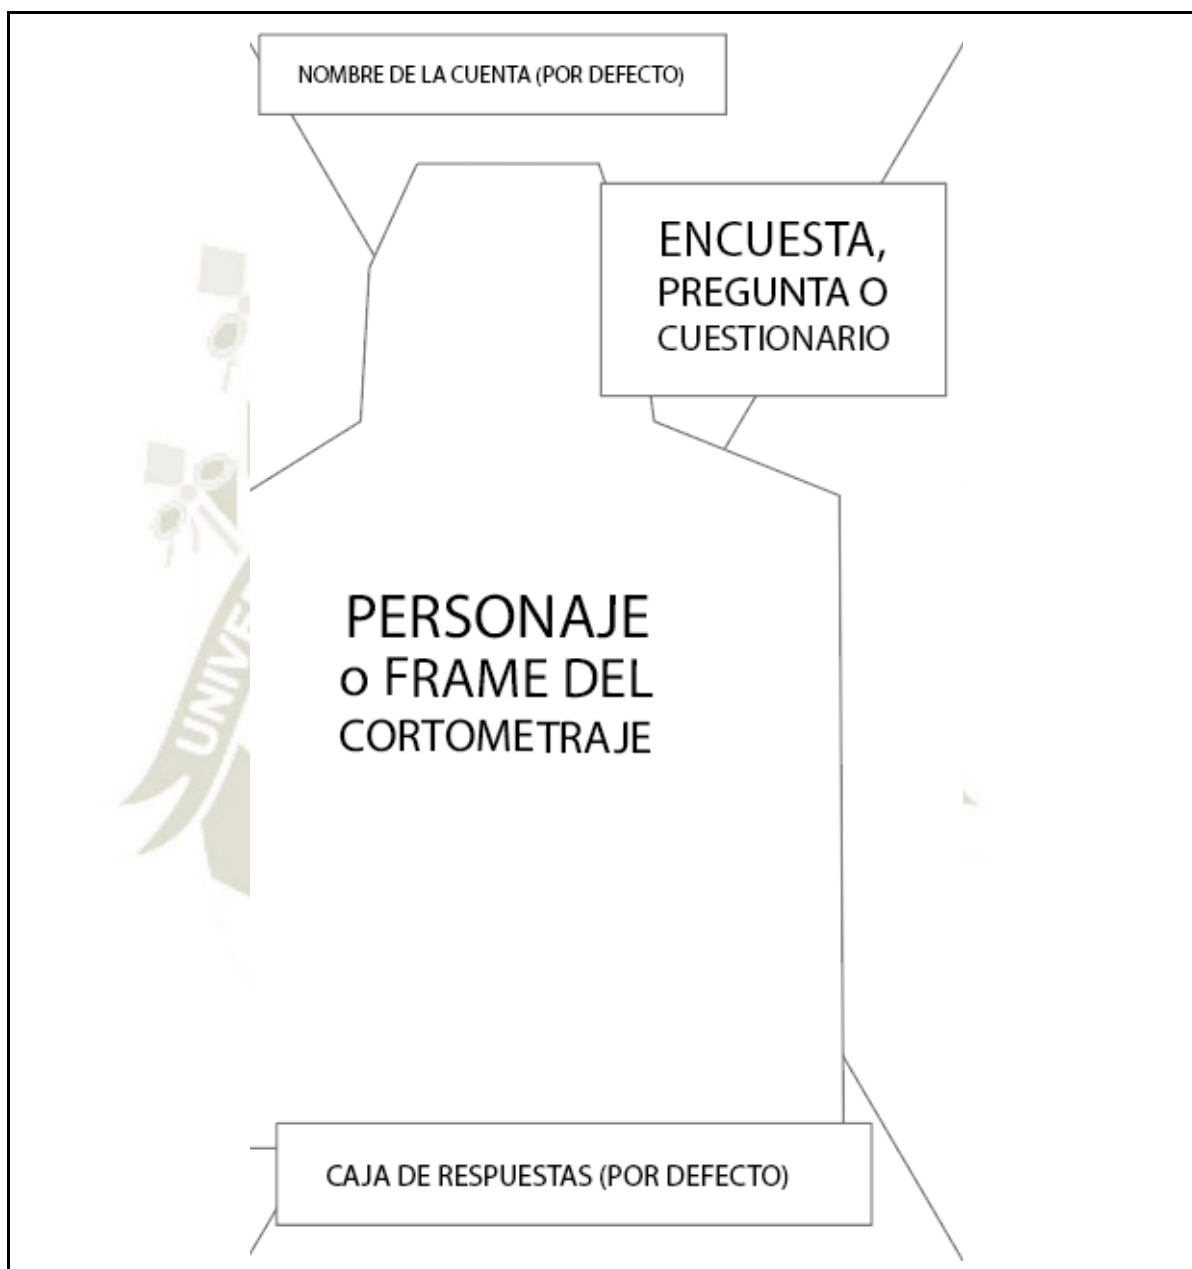 NOMBRE DE LA CUENTA (POR DEFECTO)
ENCUESTA,
PREGUNTA O
CUESTIONARIO
PERSONAJE
o FRAME DEL
CORTOMETRAJE
CAJA DE RESPUESTAS (POR DEFECTO)